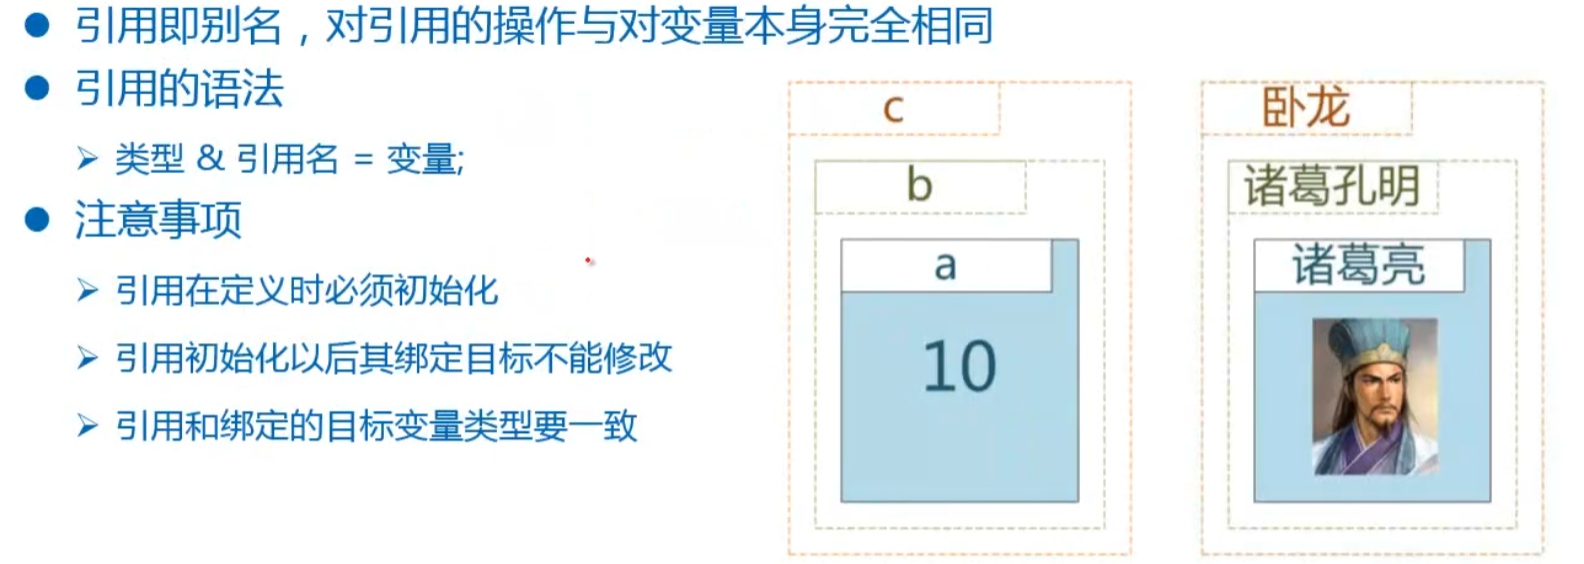 引用即别名，对引用的操作与对变量本身完全相同
引用的语法
类型 & 引用名 = 变量;
注意事项
引用在定义时必须初始化
引用初始化以后其绑定目标不能修改
引用和绑定的目标变量类型要一致
c
b
a
10
卧龙
诸葛孔明
诸葛亮